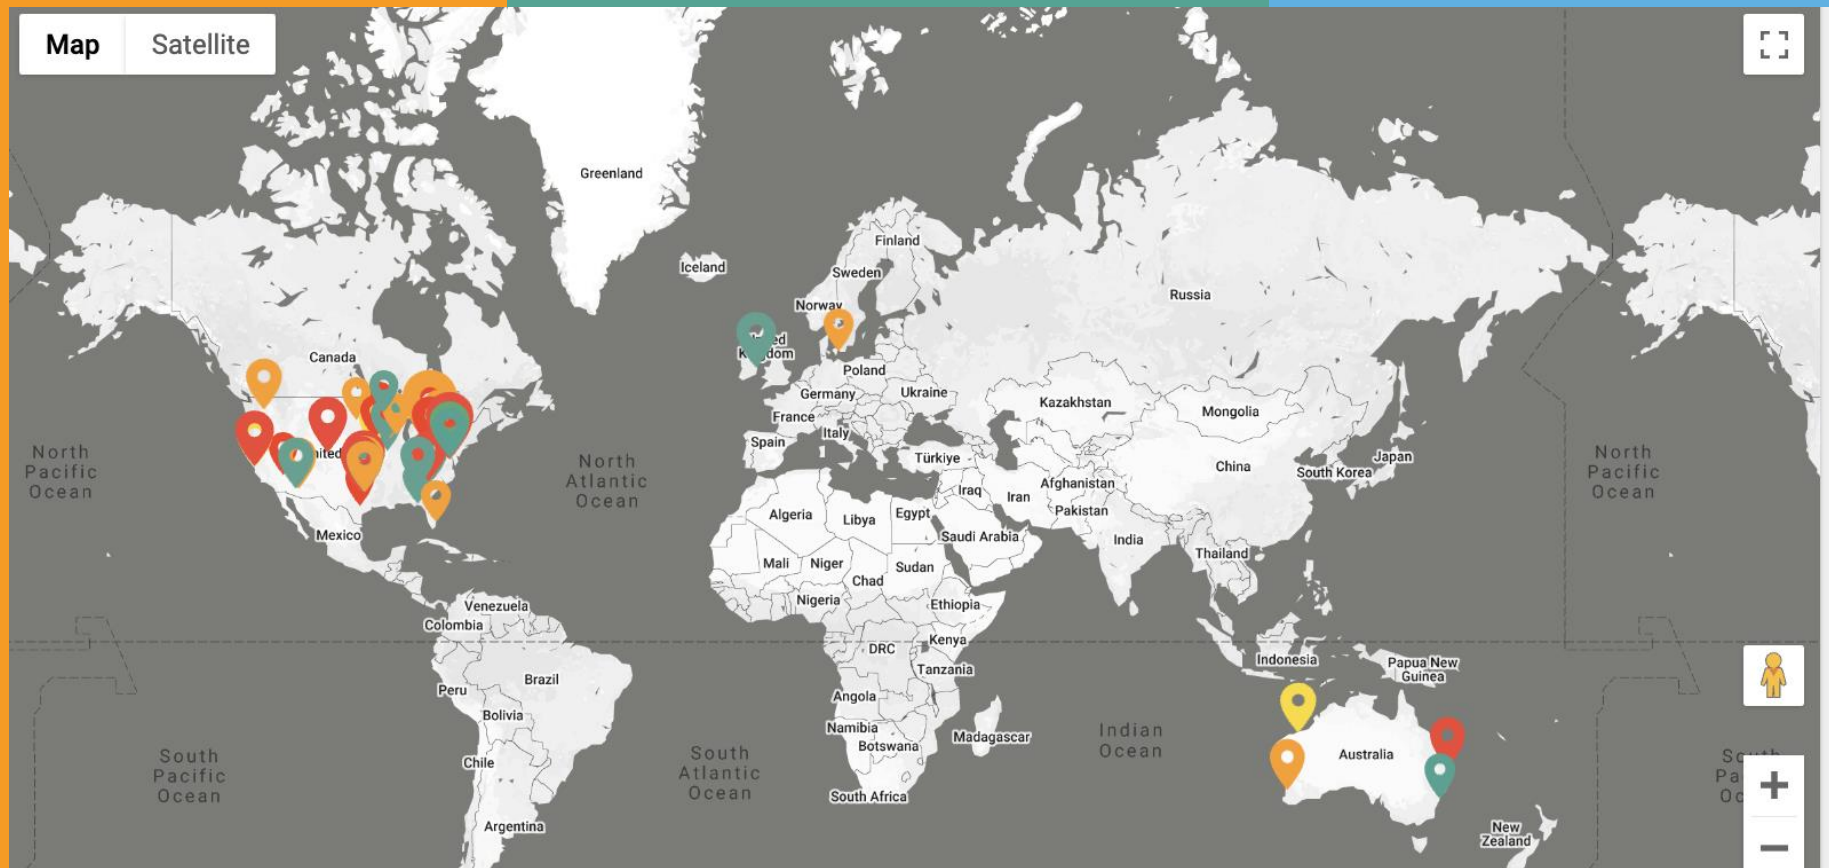 Map
Satellite
Greenland
Finland
Iceland
Sweden
Norway
Russia
Canada
Poland
Germany
Ukraine
Kazakhstan
Mongolia
France
Italy
Spain
Türkiye
North
Pacific
Ocean
North
Atlantic
Ocean
China
South Korea
Japan
North
Pacific
Ocean
Iraq
Iran
Afghanistan
Pakistan
Algeria
Libya
Egypt
Saudi Arabia
Mexico
India
Thailand
Mali
Niger
Chad
Sudan
Nigeria
Ethiopia
Venezuela
Colombia
Kenya
DRC
Tanzania
Indonesia
Papua New
Guinea
Peru
Brazil
Angola
Bolivia
Namibia
Botswana
Madagascar
Indian
Ocean
Australia
South
Pacific
Ocean
Chile
South
Atlantic
Ocean
South Africa
Argentina
New
Zealand